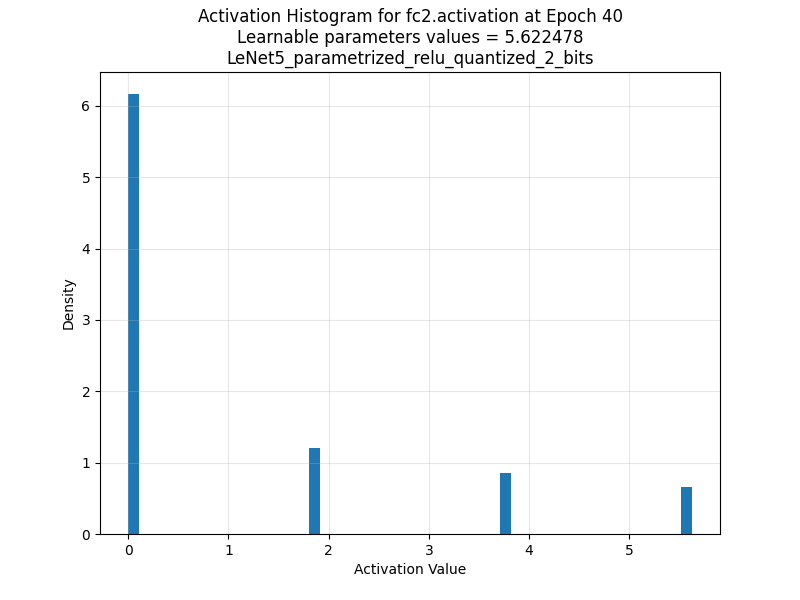 Activation Histogram for fc2.activation at Epoch 40
Learnable parameters values = 5.622478
LeNet5_parametrized_relu_quantized_2_bits
6
5
4
3
2
1
0
Density
0 1 2 3 4 5
Activation Value